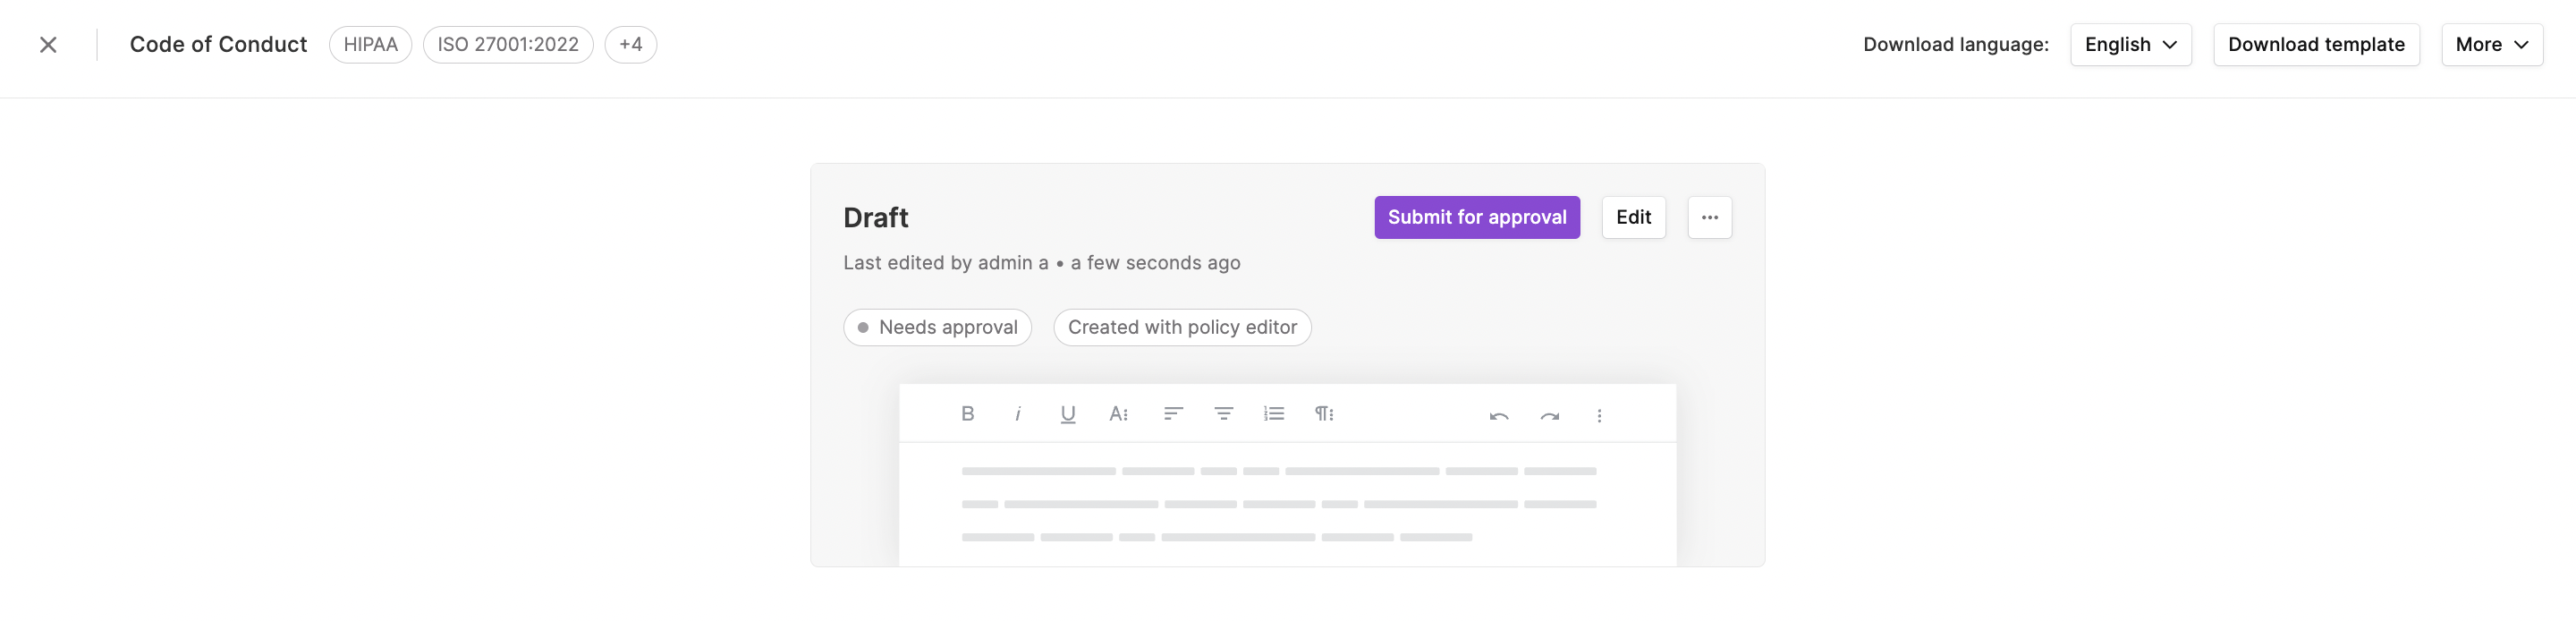 Code of Conduct HIPAA ISO 27001:2022 +4 Download language: English Download template More
Draft Submit for approval Edit
Last edited by admin a • a few seconds ago
Needs approval Created with policy editor
B i U A